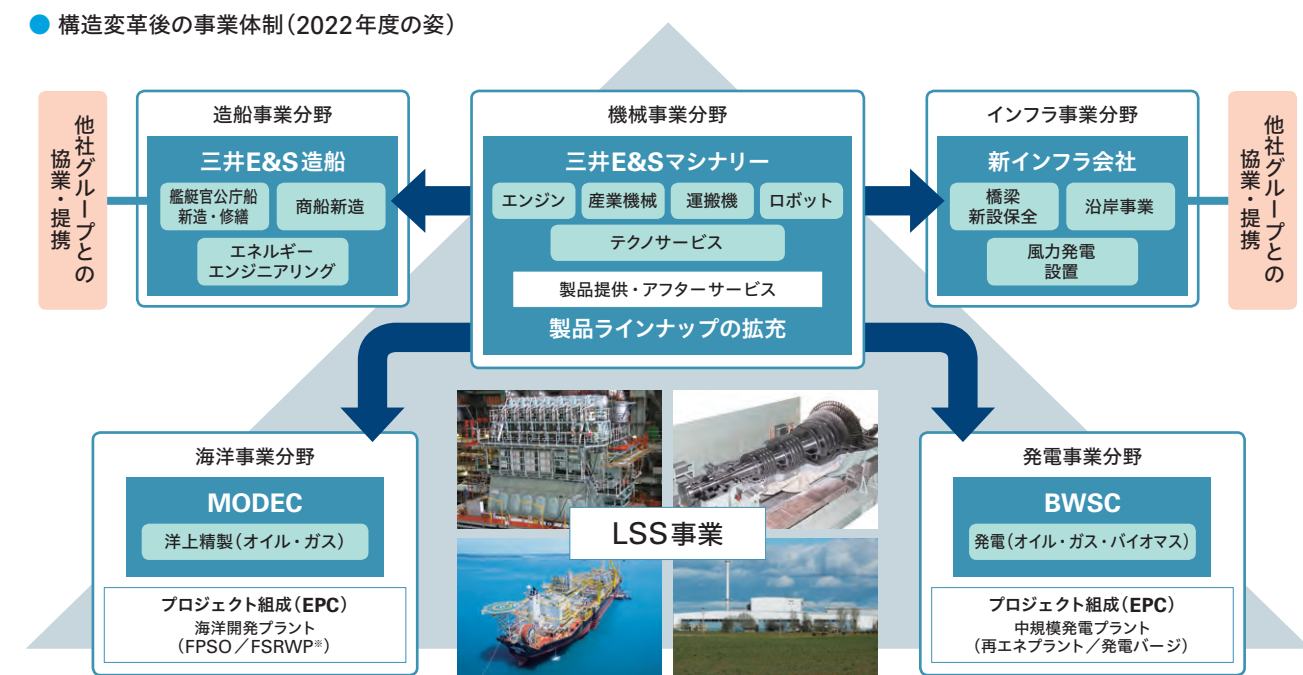 構造変革後の事業体制(2022年度の姿)
他社グループとの
協業・提携
造船事業分野
三井E&S造船
艦艇官公庁船
新造・修繕
商船新造
エネルギー
エンジニアリング
機械事業分野
三井E&Sマシナリー
エンジン
産業機械
運搬機
ロボット
テクノサービス
製品提供・アフターサービス
製品ラインナップの拡充
インフラ事業分野
新インフラ会社
橋梁
新設保全
沿岸事業
風力発電
設置
他社グループとの
協業・提携
海洋事業分野
MODEC
洋上精製(オイル・ガス)
プロジェクト組成(EPC)
海洋開発プラント
(FPSO/FSRWP※)
LSS事業
発電事業分野
BWSC
発電(オイル・ガス・バイオマス)
プロジェクト組成(EPC)
中規模発電プラント
(再エネプラント/発電バージ)